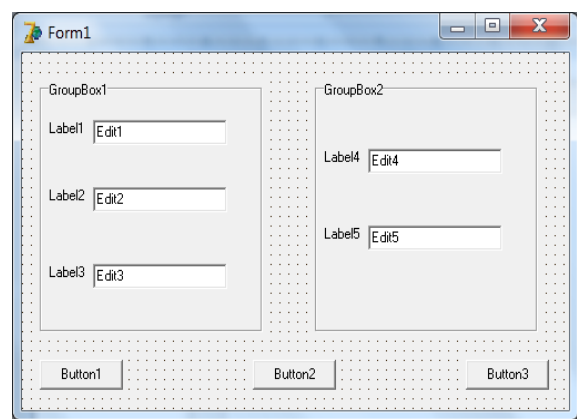 Form1
GroupBox1
Label1 Edit1
Label2 Edit2
Label3 Edit3
GroupBox2
Label4 Edit4
Label5 Edit5
Button1 Button2 Button3